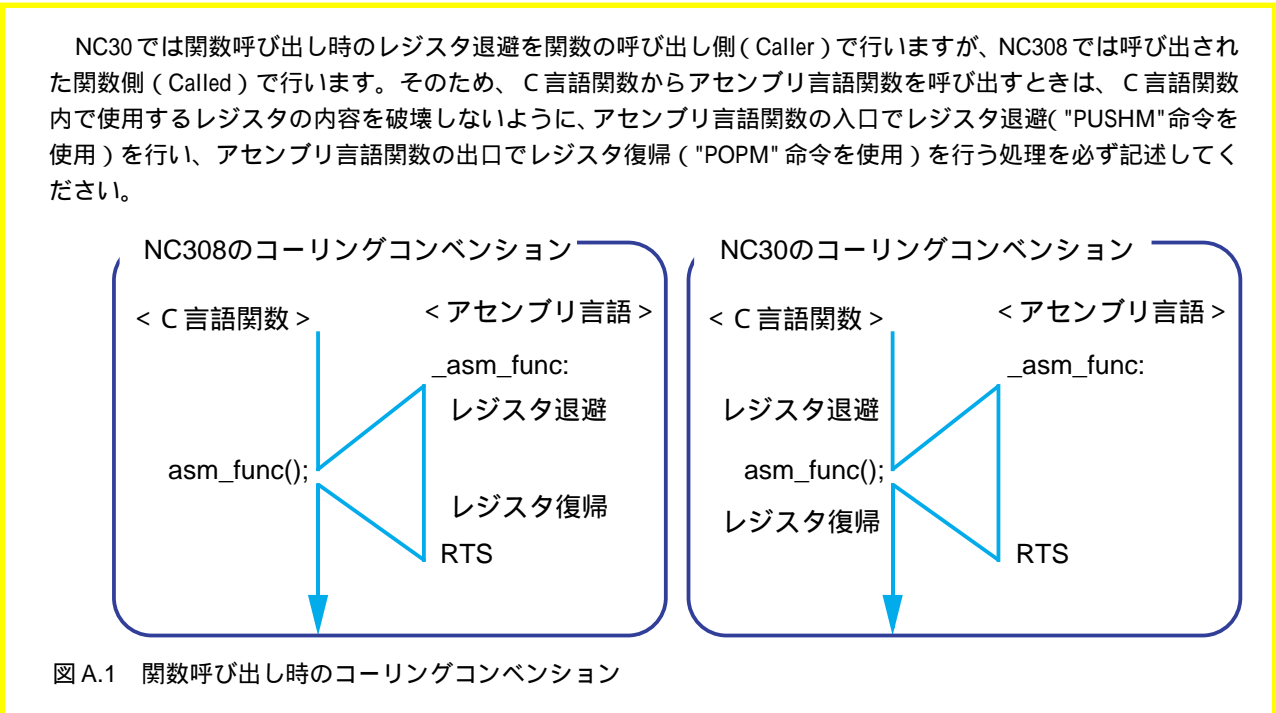 NC30では関数呼び出し時のレジスタ退避を関数の呼び出し側(Caller)で行いますが、NC308では呼び出され
た関数側(Called)で行います。そのため、C言語関数からアセンブリ言語関数を呼び出すときは、C言語関数
内で使用するレジスタの内容を破壊しないように、アセンブリ言語関数の入口でレジスタ退避("PUSHM"命令を
使用)を行い、アセンブリ言語関数の出口でレジスタ復帰("POPM"命令を使用)を行う処理を必ず記述してく
ださい。
NC308のコーリングコンベンション
<C言語関数>
<アセンブリ言語>
_asm_func:
レジスタ退避
asm_func();
レジスタ復帰
RTS
NC30のコーリングコンベンション
<C言語関数>
<アセンブリ言語>
_asm_func:
レジスタ退避
asm_func();
レジスタ復帰
RTS
図A.1 関数呼び出し時のコーリングコンベンション